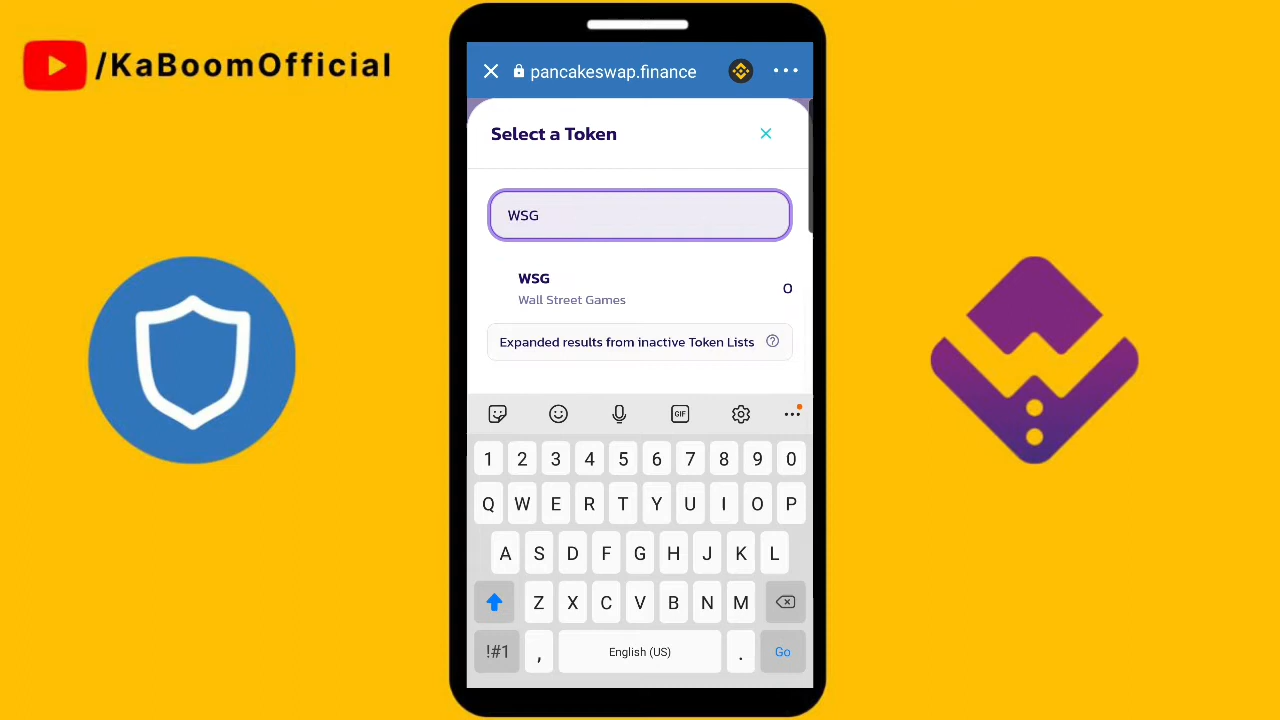 /KaBoomOfficial
pancakeswap.finance
Select a Token
WSG
WSG
Wall Street Games
0
Expanded results from inactive Token Lists ?
GIF
1 2 3 4 5 6 7 8 9 0
Q W E R T Y U I O P
A S D F G H J K L
Z X C V B N M
!#1 , English (US) . Go